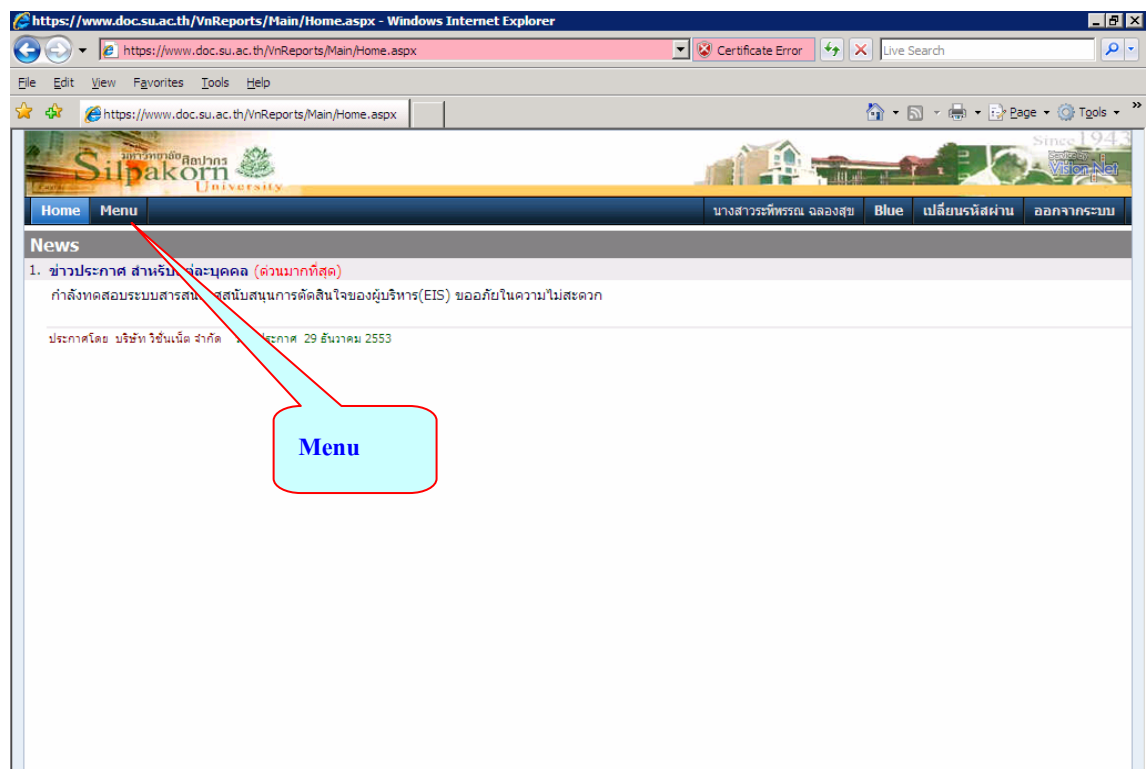 https://www.doc.su.ac.th/VnReports/Main/Home.aspx - Windows Internet Explorer
https://www.doc.su.ac.th/VnReports/Main/Home.aspx Certificate Error Live Search
File Edit View Favorites Tools Help
https://www.doc.su.ac.th/VnReports/Main/Home.aspx Page Tools »
Since 1943
มหาวิทยาลัยศิลปากร
Silpakorn
University
Vision Net
Home Menu นางสาวระพีพรรณ ฉลองสุข Blue เปลี่ยนรหัสผ่าน ออกจากระบบ
News
1. ข่าวประกาศ สำหรับ (ด่วนมากที่สุด)
กำลังทดสอบระบบ สนับสนุนการตัดสินใจของผู้บริหาร(EIS) ขออภัยในความไม่สะดวก
ประกาศโดย บริษัท วิชั่นเน็ต จำกัด 29 ธันวาคม 2553
Menu